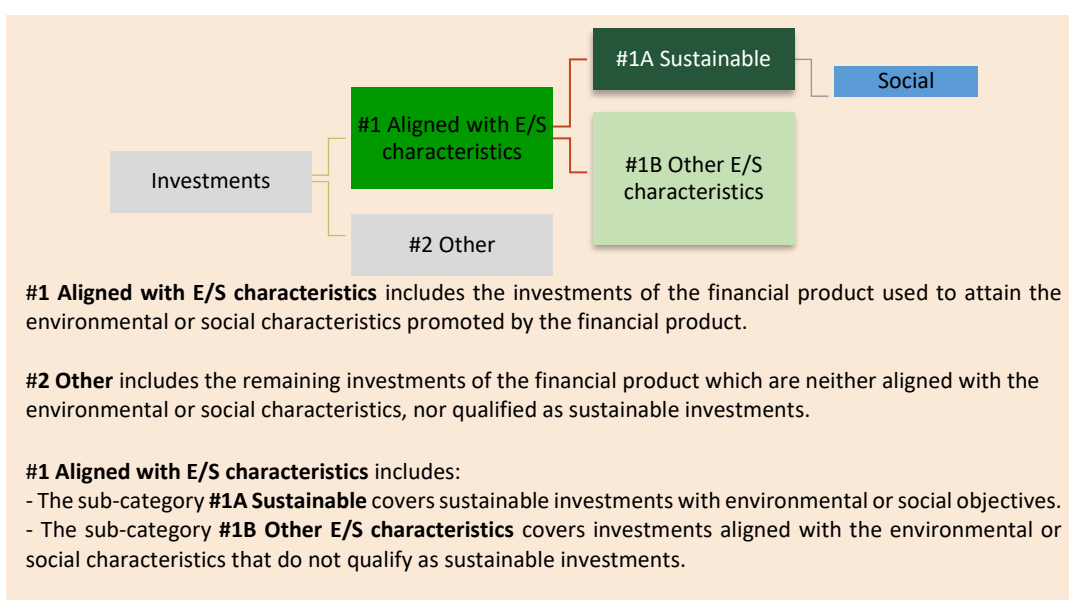 #1A Sustainable
Social
#1 Aligned with E/S
characteristics
#1B Other E/S
characteristics
Investments
#2 Other
#1 Aligned with E/S characteristics includes the investments of the financial product used to attain the
environmental or social characteristics promoted by the financial product.
#2 Other includes the remaining investments of the financial product which are neither aligned with the
environmental or social characteristics, nor qualified as sustainable investments.
#1 Aligned with E/S characteristics includes:
- The sub-category #1A Sustainable covers sustainable investments with environmental or social objectives.
- The sub-category #1B Other E/S characteristics covers investments aligned with the environmental or
social characteristics that do not qualify as sustainable investments.